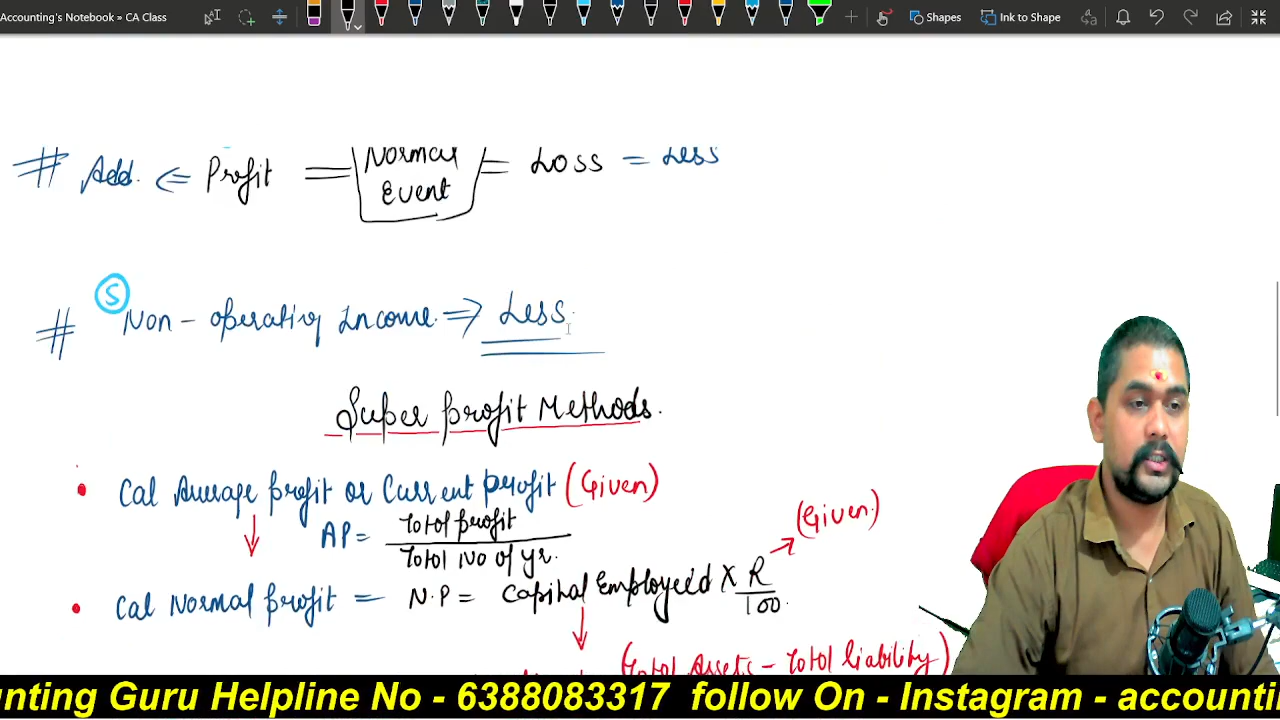 Accounting's Notebook » CA Class
Shapes
Ink to Shape
# Add. ⇐ Profit = Normal Event = Loss = Less
# (5) Non-operating Income ⇒ Less
Super Profit Methods.
• Cal Average profit or Current profit (Given)
AP = Total profit
Total No of yr.
(Given)
• Cal Normal profit = N.P = Capital Employed X R
100
(Total Assets - Total liability)
unting Guru Helpline No - 6388083317 follow On - Instagram - accounti